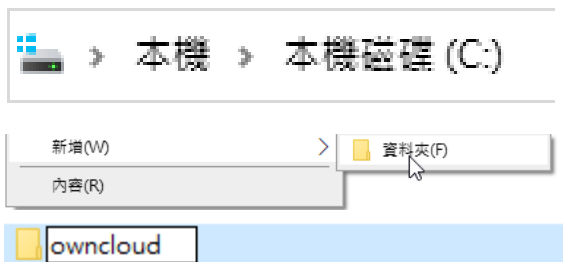 本機 > 本機磁碟 (C:)
新增(W) > 資料夾(F)
內容(R)
owncloud